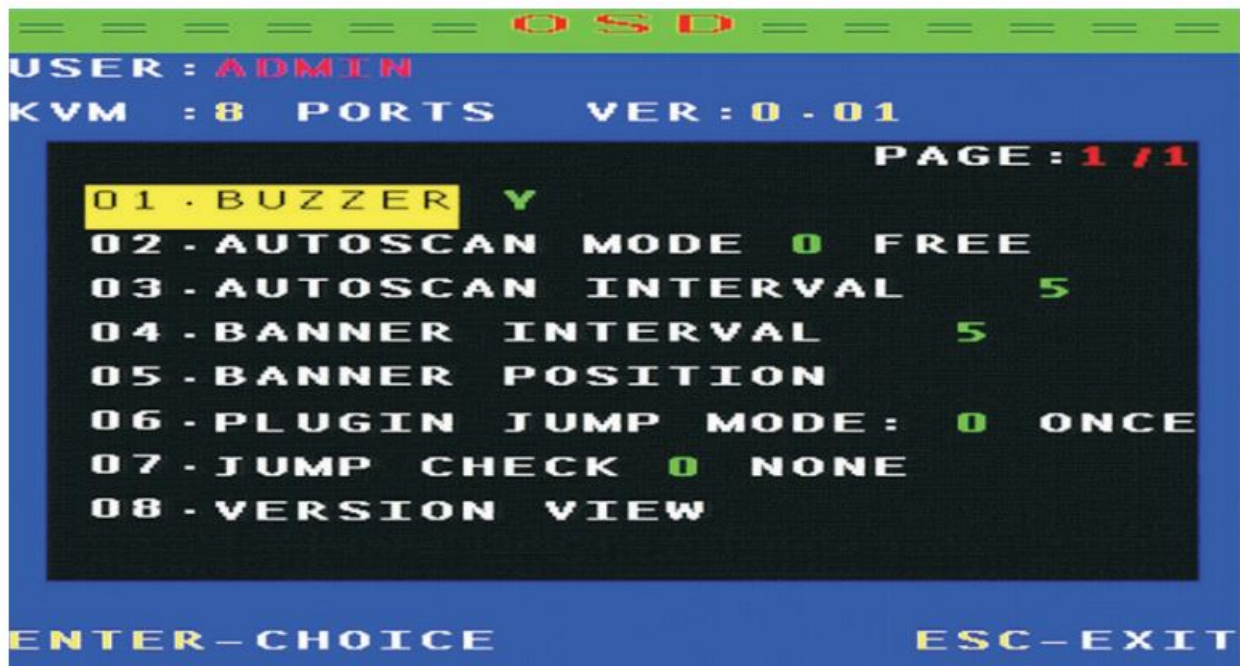 = = = = = = OSD = = = = = =
USER:ADMIN
KVM :8 PORTS VER:0.01
PAGE:1/1
01.BUZZER Y
02.AUTOSCAN MODE 0 FREE
03.AUTOSCAN INTERVAL 5
04.BANNER INTERVAL 5
05.BANNER POSITION
06.PLUGIN JUMP MODE: 0 ONCE
07.JUMP CHECK 0 NONE
08.VERSION VIEW
ENTER-CHOICE ESC-EXIT